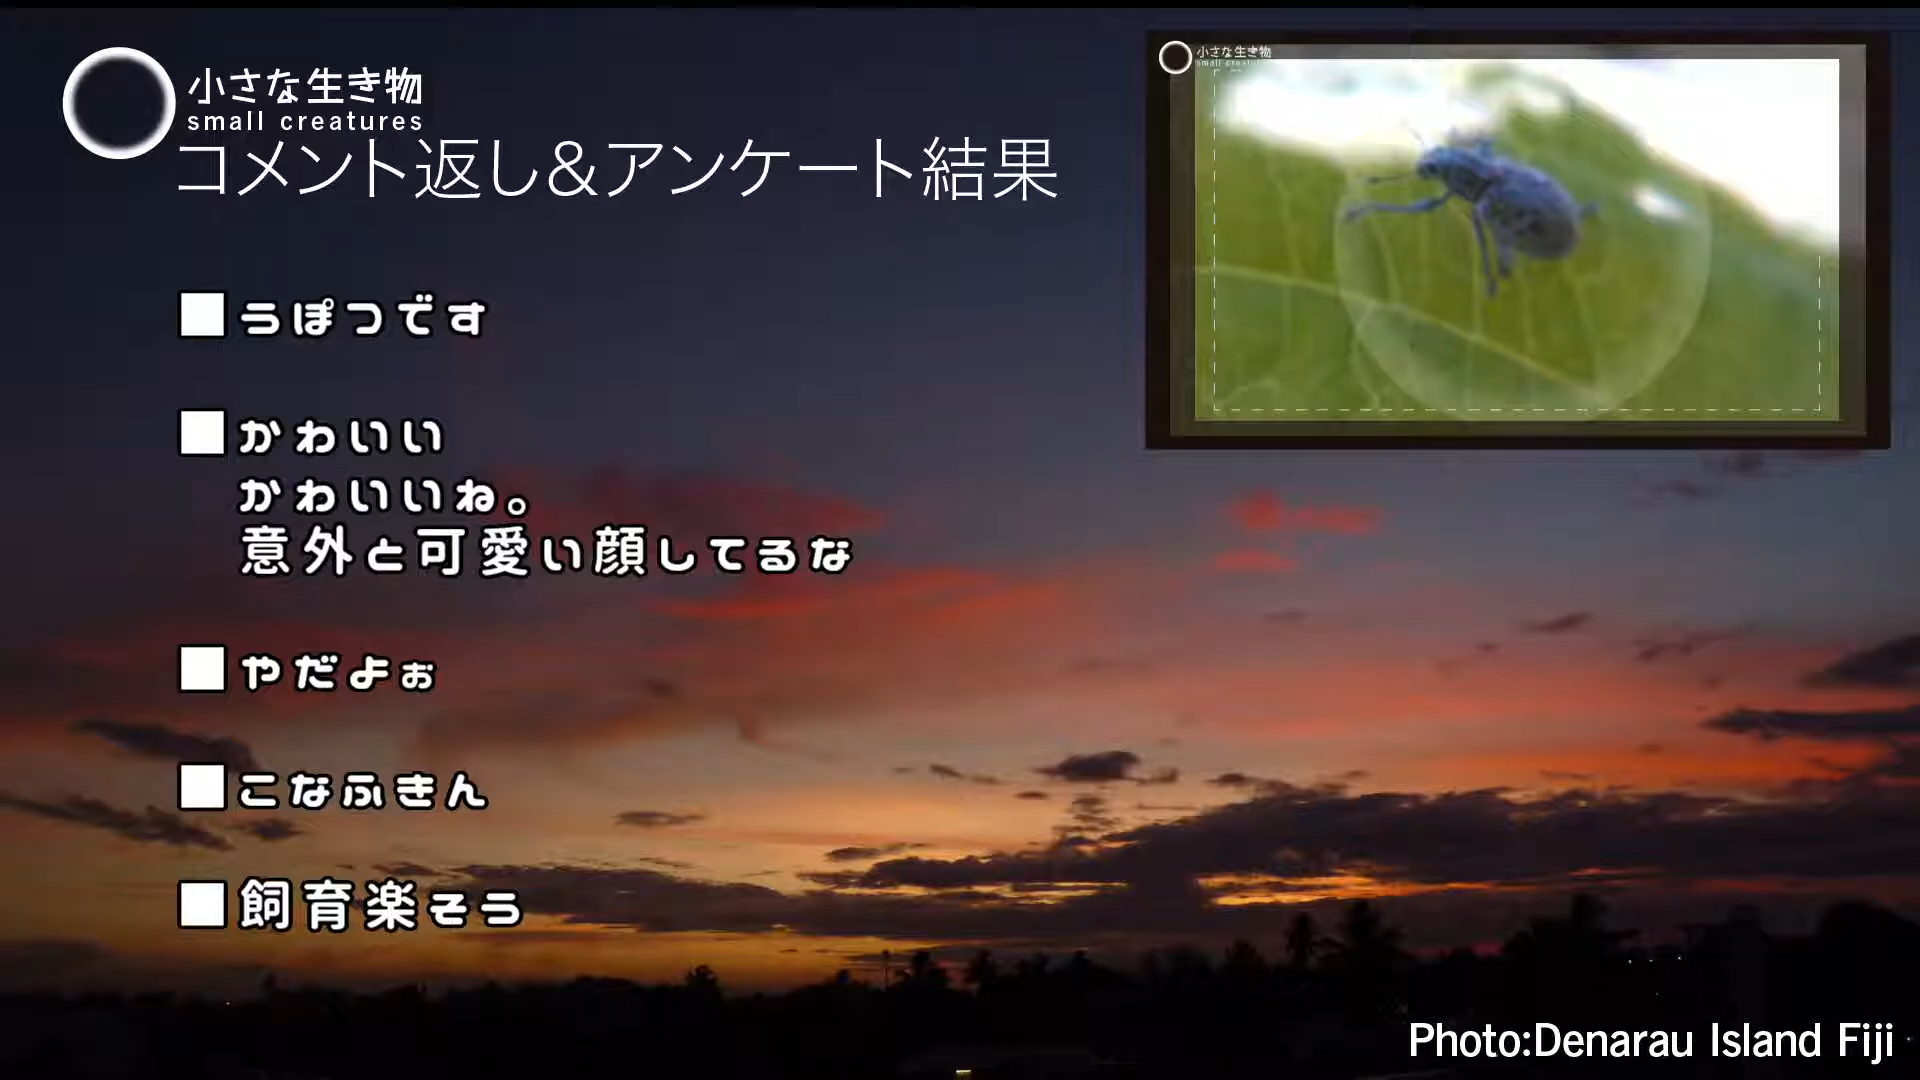 小さな生き物
small creatures
コメント返し&アンケート結果
小さな生き物
small creatures
■うぽつです
■かわいい
かわいいね。
意外と可愛い顔してるな
■やだよぉ
■こなふきん
■飼育楽そう
Photo:Denarau Island Fiji